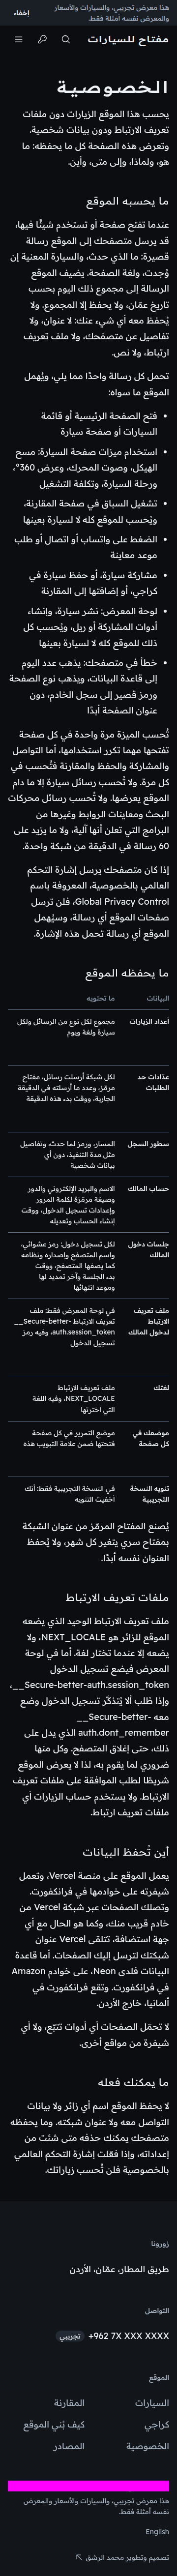 هذا معرض تجريبي، والسيارات والأسعار
والمعرض نفسه أمثلة فقط.
إخفاء
مفتاح للسيارات
الخصوصية
يحسب هذا الموقع الزيارات دون ملفات
تعريف الارتباط ودون بيانات شخصية.
وتعرض هذه الصفحة كل ما يحفظه: ما
هو، ولماذا، وإلى متى، وأين.
ما يحسبه الموقع
عندما تفتح صفحة أو تستخدم شيئًا فيها،
قد يرسل متصفحك إلى الموقع رسالة
قصيرة: ما الذي حدث، والسيارة المعنية إن
وُجدت، ولغة الصفحة. يضيف الموقع
الرسالة إلى مجموع ذلك اليوم بحسب
تاريخ عمّان، ولا يحفظ إلا المجموع. ولا
يُحفظ معه أي شيء عنك: لا عنوان، ولا
تفاصيل عن متصفحك، ولا ملف تعريف
ارتباط، ولا نص.
تحمل كل رسالة واحدًا مما يلي، ويُهمل
الموقع ما سواه:
فتح الصفحة الرئيسية أو قائمة
السيارات أو صفحة سيارة
استخدام ميزات صفحة السيارة: مسح
الهيكل، وصوت المحرك، وعرض 360°،
ورحلة السيارة، وتكلفة التشغيل
تشغيل السباق في صفحة المقارنة،
ويُحسب للموقع كله لا لسيارة بعينها
الضغط على واتساب أو اتصال أو طلب
موعد معاينة
مشاركة سيارة، أو حفظ سيارة في
كراجي، أو إضافتها إلى المقارنة
لوحة المعرض: نشر سيارة، وإنشاء
أدوات المشاركة أو ريل، ويُحسب كل
ذلك للموقع كله لا لسيارة بعينها
خطأ في متصفحك: يذهب عدد اليوم
إلى قاعدة البيانات، ويذهب نوع الصفحة
ورمز قصير إلى سجل الخادم، دون
عنوان الصفحة أبدًا
تُحسب الميزة مرة واحدة في كل صفحة
تفتحها مهما تكرر استخدامها، أما التواصل
والمشاركة والحفظ والمقارنة فتُحسب في
كل مرة. ولا تُحسب رسائل سيارة إلا ما دام
الموقع يعرضها. ولا تُحسب رسائل محركات
البحث ومعاينات الروابط وغيرها من
البرامج التي تعلن أنها آلية، ولا ما يزيد على
60 رسالة في الدقيقة من شبكة واحدة.
إذا كان متصفحك يرسل إشارة التحكم
العالمي بالخصوصية، المعروفة باسم
Global Privacy Control، فلن ترسل
صفحات الموقع أي رسالة، وسيُهمل
الموقع أي رسالة تحمل هذه الإشارة.
ما يحفظه الموقع
البيانات
ما تحتويه
أعداد الزيارات
مجموع لكل نوع من الرسائل ولكل
سيارة ولغة ويوم
عدّادات حد
الطلبات
لكل شبكة أرسلت رسائل، مفتاح
مرمّز، وعدد ما أرسلته في الدقيقة
الجارية، ووقت بدء هذه الدقيقة
سطور السجل
المسار، ورمز لما حدث، وتفاصيل
مثل مدة التنفيذ، دون أي
بيانات شخصية
حساب المالك
الاسم والبريد الإلكتروني والدور
وصيغة مرمّزة لكلمة المرور
وإعدادات تسجيل الدخول، ووقت
إنشاء الحساب وتعديله
جلسات دخول
المالك
لكل تسجيل دخول: رمز عشوائي،
واسم المتصفح وإصداره ونظامه
كما يصفها المتصفح، ووقت
بدء الجلسة وآخر تمديد لها
وموعد انتهائها
ملف تعريف
الارتباط
لدخول المالك
في لوحة المعرض فقط: ملف
تعريف الارتباط __Secure-better-
auth.session_token، وفيه رمز
تسجيل الدخول
لغتك
ملف تعريف الارتباط
NEXT_LOCALE، وفيه اللغة
التي اخترتها
موضعك في
كل صفحة
موضع التمرير في كل صفحة
فتحتها ضمن علامة التبويب هذه
تنويه النسخة
التجريبية
في النسخة التجريبية فقط: أنك
أخفيت التنويه
يُصنع المفتاح المرمّز من عنوان الشبكة
بمفتاح سري يتغير كل شهر، ولا يُحفظ
العنوان نفسه أبدًا.
ملفات تعريف الارتباط
ملف تعريف الارتباط الوحيد الذي يضعه
الموقع للزائر هو NEXT_LOCALE، ولا
يضعه إلا عندما تختار لغة. أما في لوحة
المعرض فيضع تسجيل الدخول
__Secure-better-auth.session_token،
وإذا طُلب ألا يُتذكّر تسجيل الدخول وضع
معه __Secure-better-
auth.dont_remember الذي يدل على
ذلك، حتى إغلاق المتصفح. وكل منها
لازم لما يقوم به، لذا لا يعرض الموقع
شريطًا لطلب الموافقة على ملفات تعريف
الارتباط. ولا يستخدم حساب الزيارات أي
ملفات تعريف ارتباط.
أين تُحفظ البيانات
يعمل الموقع على منصة Vercel، وتعمل
شيفرته على خوادمها في فرانكفورت.
وتصلك الصفحات عبر شبكة Vercel من
خادم قريب منك، وكما هو الحال مع أي
جهة استضافة، تتلقى Vercel عنوان
شبكتك لترسل إليك الصفحة. أما قاعدة
البيانات فلدى Neon، على خوادم Amazon
في فرانكفورت. وتقع فرانكفورت في
ألمانيا، خارج الأردن.
لا تحمّل الصفحات أي أدوات تتبّع، ولا أي
شيفرة من مواقع أخرى.
ما يمكنك فعله
لا يحفظ الموقع اسم أي زائر ولا بيانات
التواصل معه ولا عنوان شبكته. وما يحفظه
متصفحك يمكنك حذفه متى شئت من
إعداداته، وإذا فعّلت إشارة التحكم العالمي
بالخصوصية فلن تُحسب زياراتك.
زورونا
طريق المطار، عمّان، الأردن
التواصل
+962 7X XXX XXXX
تجريبي
الموقع
السيارات
المقارنة
كراجي
كيف بُني الموقع
الخصوصية
المصادر
هذا معرض تجريبي، والسيارات والأسعار والمعرض
نفسه أمثلة فقط.
English
تصميم وتطوير محمد الرشق